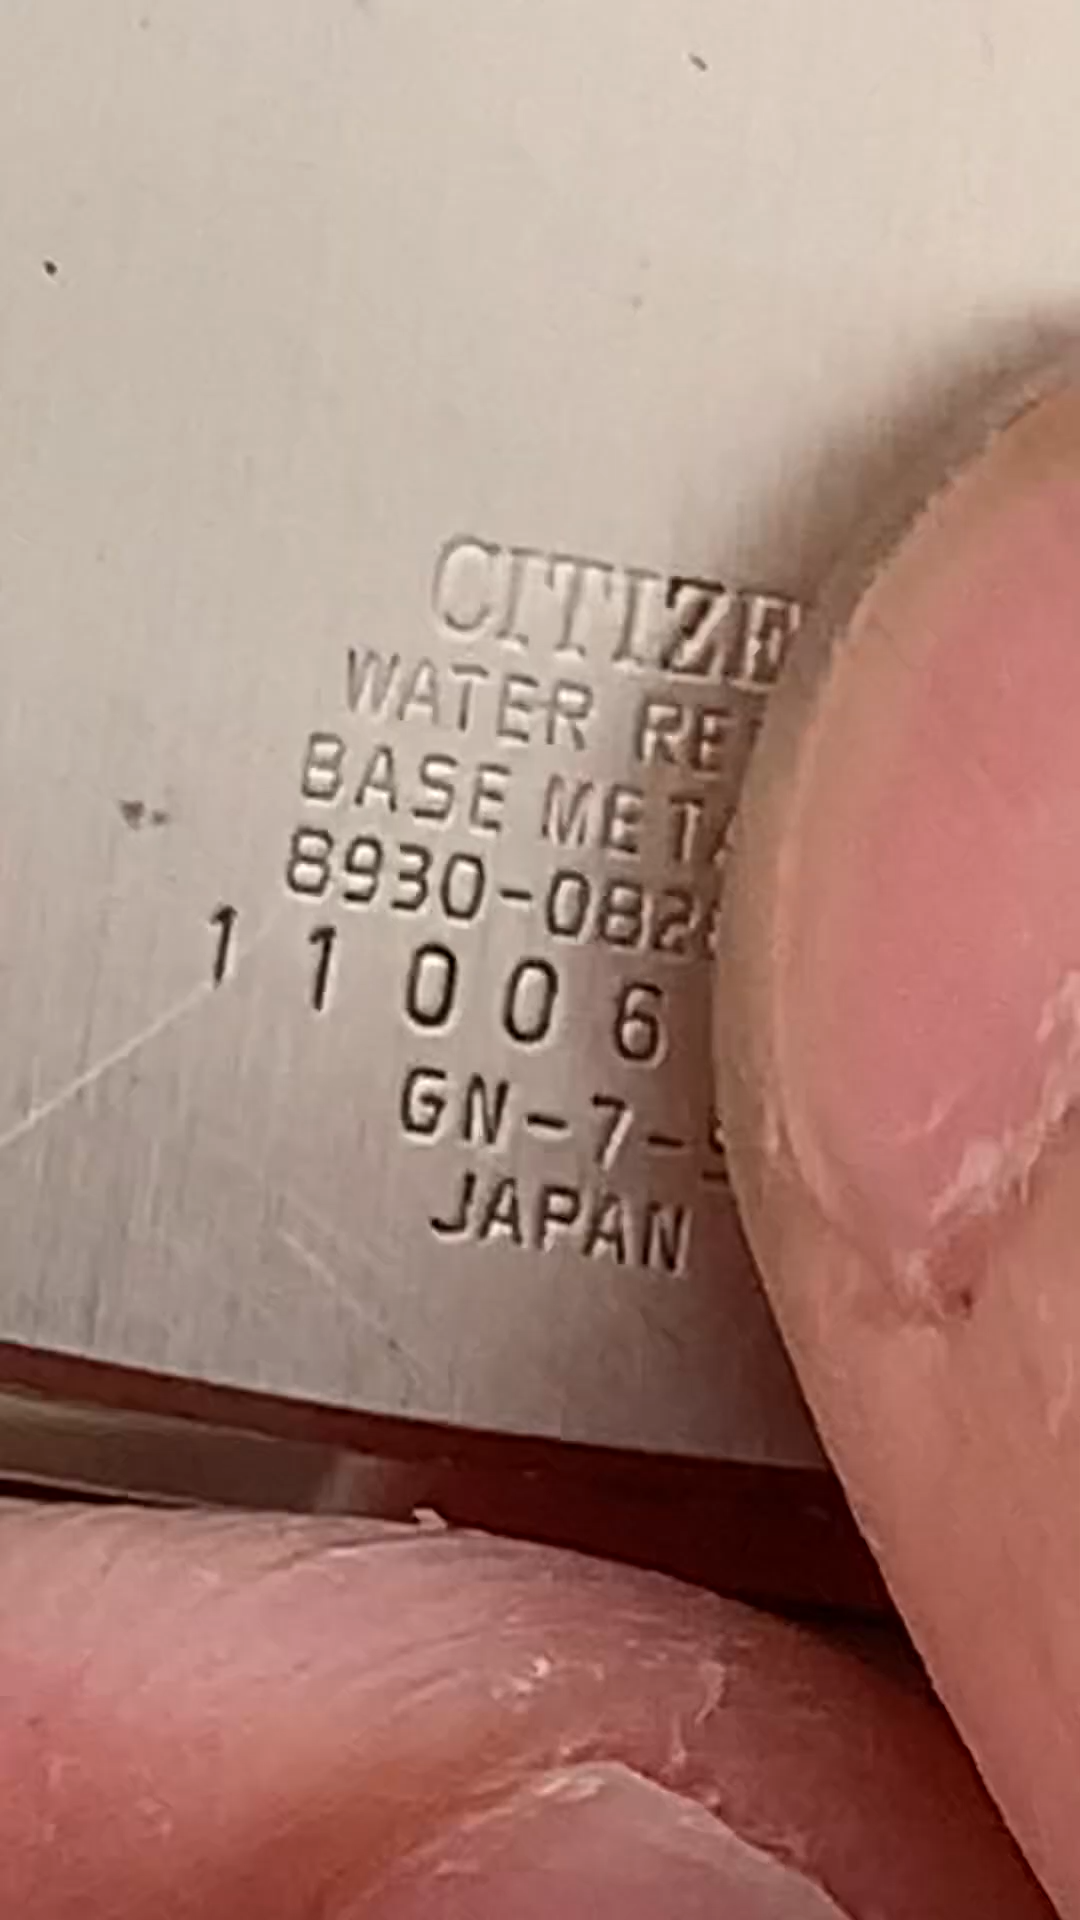 CITIZE
WATER RE
BASE META
8930-082
1 1 0 0 6
GN-7-
JAPAN